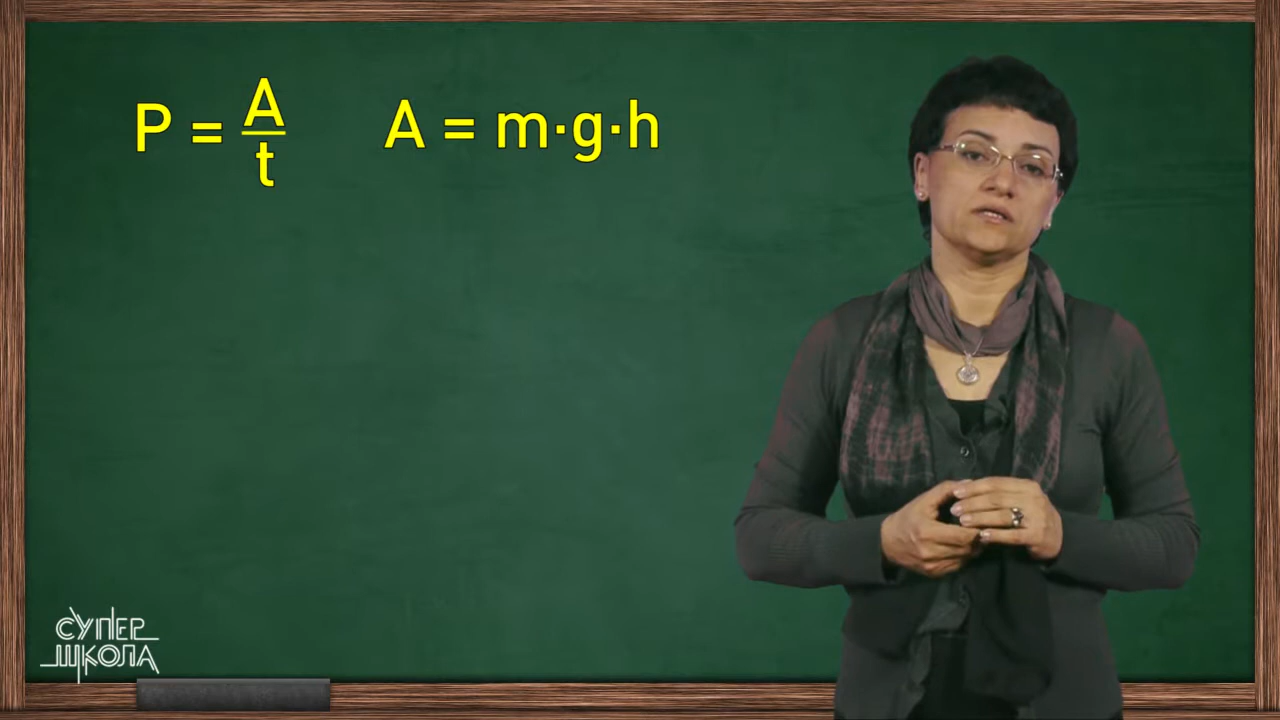 P = A/t    A = m·g·h
СУПЕР
ШКОЛА